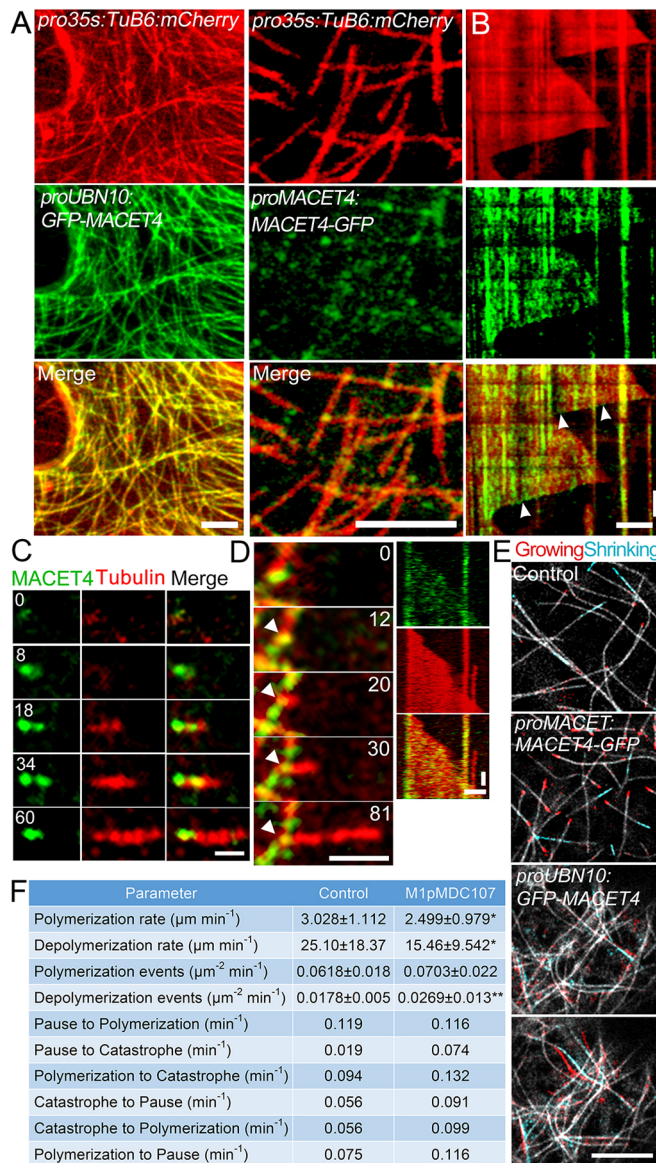 A
pro35s:TuB6:mCherry
pro35s:TuB6:mCherry
B
proUBN10:
GFP-MACET4
proMACET4:
MACET4-GFP
Merge
Merge
C
MACET4 Tubulin Merge
0
8
18
34
60
D
0
12
20
30
81
E
Growing Shrinking
Control
proMACET:
MACET4-GFP
proUBN10:
GFP-MACET4
F
Parameter Control M1pMDC107
Polymerization rate (µm min⁻¹) 3.028±1.112 2.499±0.979*
Depolymerization rate (µm min⁻¹) 25.10±18.37 15.46±9.542*
Polymerization events (µm⁻² min⁻¹) 0.0618±0.018 0.0703±0.022
Depolymerization events (µm⁻² min⁻¹) 0.0178±0.005 0.0269±0.013**
Pause to Polymerization (min⁻¹) 0.119 0.116
Pause to Catastrophe (min⁻¹) 0.019 0.074
Polymerization to Catastrophe (min⁻¹) 0.094 0.132
Catastrophe to Pause (min⁻¹) 0.056 0.091
Catastrophe to Polymerization (min⁻¹) 0.056 0.099
Polymerization to Pause (min⁻¹) 0.075 0.116